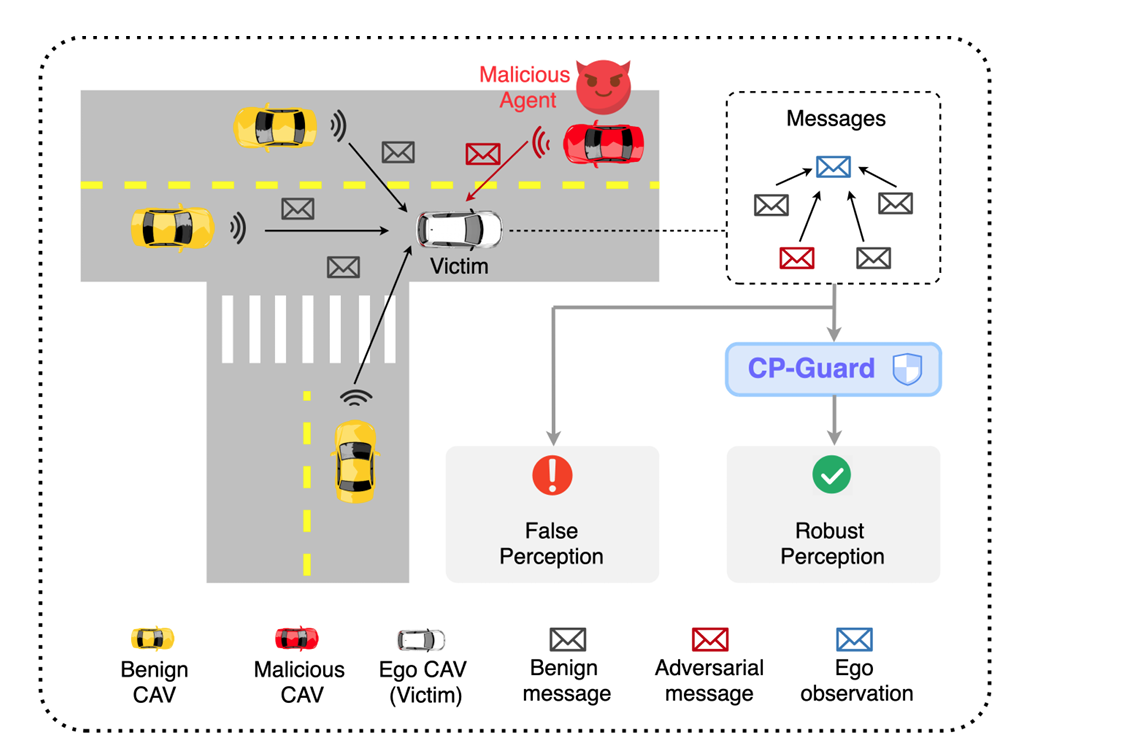 Malicious
Agent
Messages
Victim
CP-Guard
False
Perception
Robust
Perception
Benign
CAV
Malicious
CAV
Ego CAV
(Victim)
Benign
message
Adversarial
message
Ego
observation